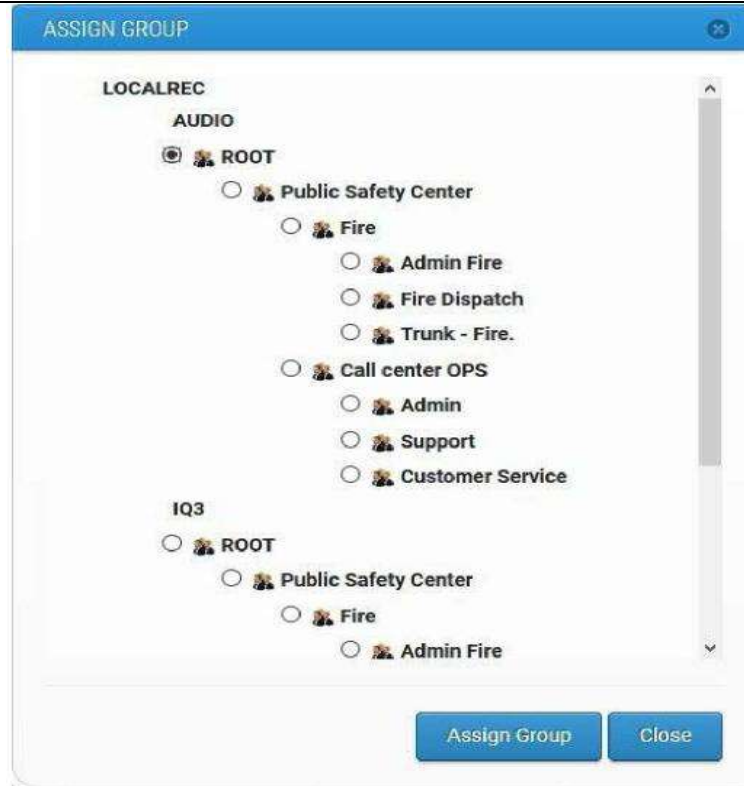 ASSIGN GROUP
LOCALREC
AUDIO
ROOT
Public Safety Center
Fire
Admin Fire
Fire Dispatch
Trunk - Fire.
Call center OPS
Admin
Support
Customer Service
IQ3
ROOT
Public Safety Center
Fire
Admin Fire
Assign Group
Close